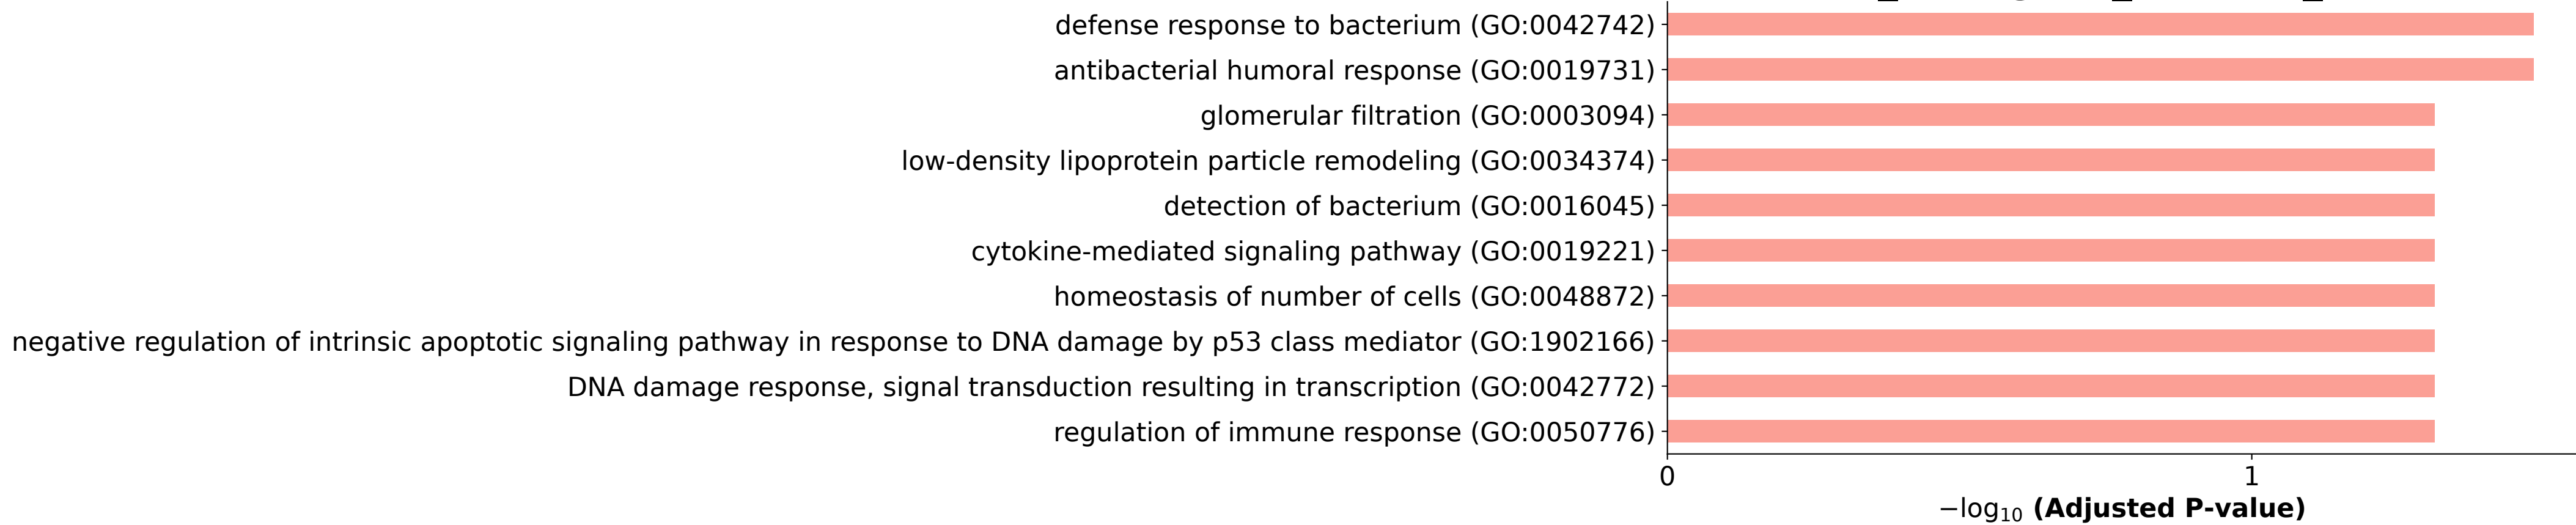 defense response to bacterium (GO:0042742)
antibacterial humoral response (GO:0019731)
glomerular filtration (GO:0003094)
low-density lipoprotein particle remodeling (GO:0034374)
detection of bacterium (GO:0016045)
cytokine-mediated signaling pathway (GO:0019221)
homeostasis of number of cells (GO:0048872)
negative regulation of intrinsic apoptotic signaling pathway in response to DNA damage by p53 class mediator (GO:1902166)
DNA damage response, signal transduction resulting in transcription (GO:0042772)
regulation of immune response (GO:0050776)
0 1
−log₁₀ (Adjusted P-value)